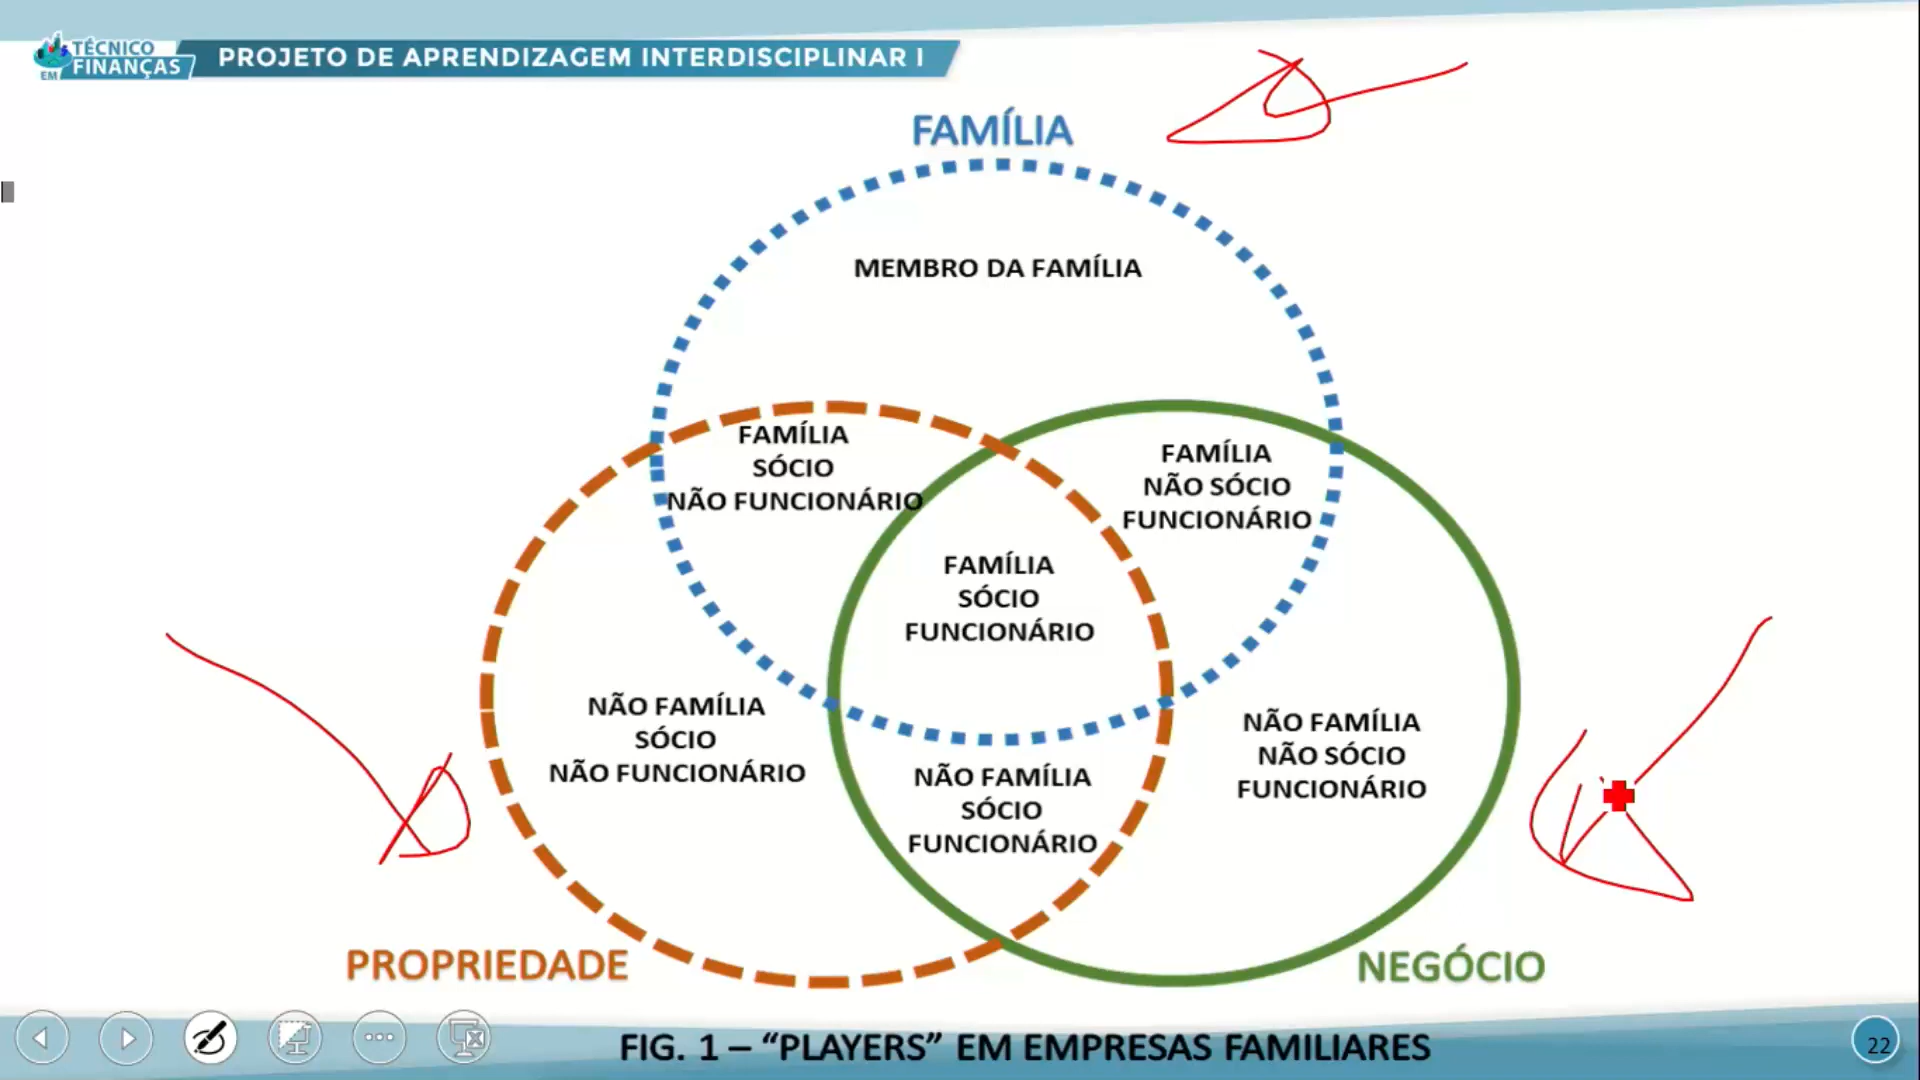 TÉCNICO
EM FINANÇAS
PROJETO DE APRENDIZAGEM INTERDISCIPLINAR I
FAMÍLIA
MEMBRO DA FAMÍLIA
FAMÍLIA
SÓCIO
NÃO FUNCIONÁRIO
FAMÍLIA
NÃO SÓCIO
FUNCIONÁRIO
FAMÍLIA
SÓCIO
FUNCIONÁRIO
NÃO FAMÍLIA
SÓCIO
NÃO FUNCIONÁRIO
NÃO FAMÍLIA
NÃO SÓCIO
FUNCIONÁRIO
NÃO FAMÍLIA
SÓCIO
FUNCIONÁRIO
PROPRIEDADE
NEGÓCIO
FIG. 1 – “PLAYERS” EM EMPRESAS FAMILIARES
22